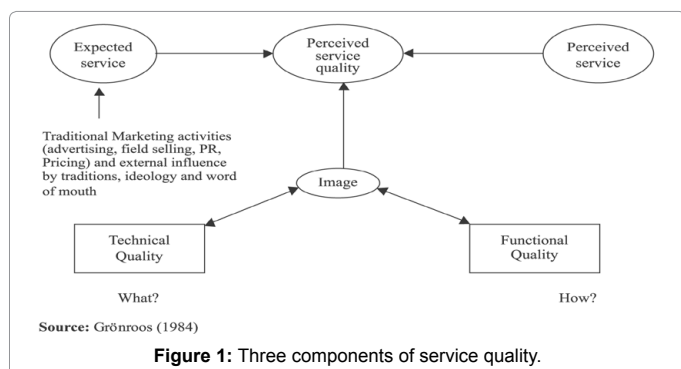 Expected
service
Perceived
service
quality
Perceived
service
Traditional Marketing activities
(advertising, field selling, PR,
Pricing) and external influence
by traditions, ideology and word
of mouth
Image
Technical
Quality
Functional
Quality
What?
How?
Source: Grönroos (1984)
Figure 1: Three components of service quality.